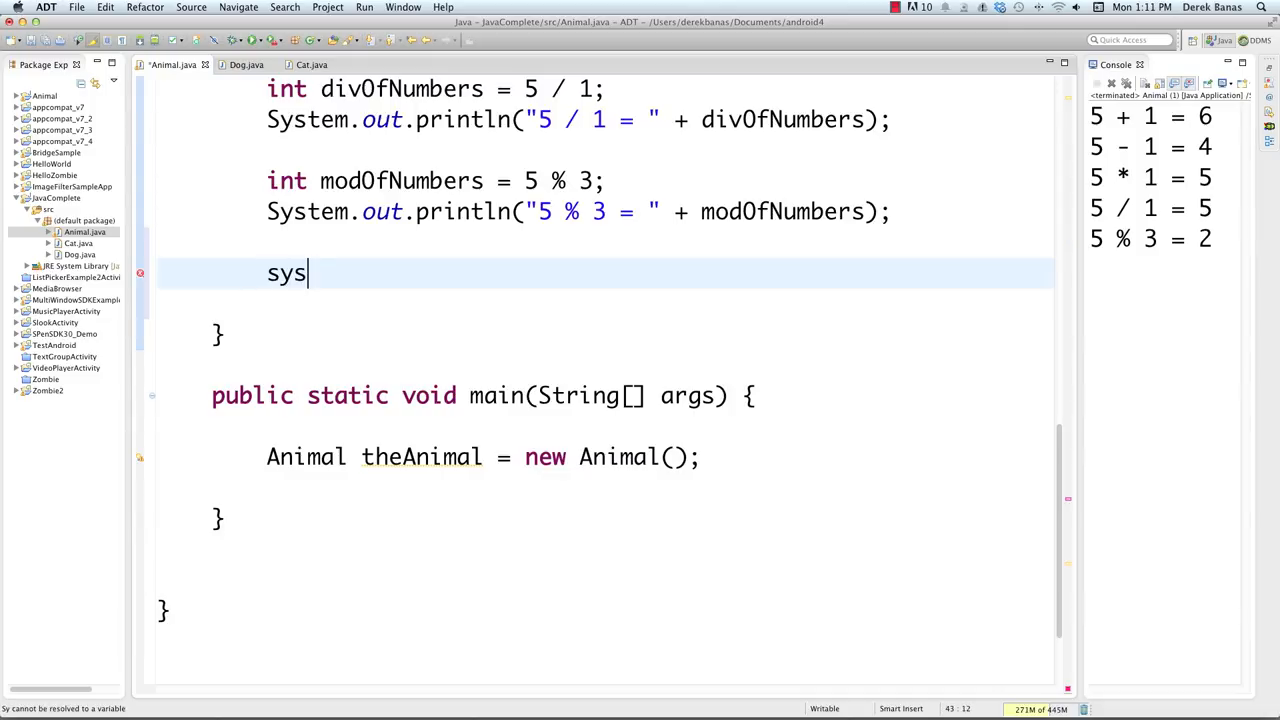 ADT File Edit Refactor Source Navigate Search Project Run Window Help 10 Mon 1:11 PM Derek Banas
Java - JavaComplete/src/Animal.java - ADT - /Users/derekbanas/Documents/android4
Quick Access Java DDMS
Package Exp
Animal
appcompat_v7
appcompat_v7_2
appcompat_v7_3
appcompat_v7_4
BridgeSample
HelloWorld
HelloZombie
ImageFilterSampleApp
JavaComplete
src
(default package)
Animal.java
Cat.java
Dog.java
JRE System Library [
ListPickerExample2Activi
MediaBrowser
MultiWindowSDKExample
MusicPlayerActivity
SlookActivity
SPenSDK30_Demo
TestAndroid
TextGroupActivity
VideoPlayerActivity
Zombie
Zombie2
*Animal.java Dog.java Cat.java
int divOfNumbers = 5 / 1;
System.out.println("5 / 1 = " + divOfNumbers);
int modOfNumbers = 5 % 3;
System.out.println("5 % 3 = " + modOfNumbers);
sys
}
public static void main(String[] args) {
Animal theAnimal = new Animal();
}
}
Console
<terminated> Animal (1) [Java Application] /S
5 + 1 = 6
5 - 1 = 4
5 * 1 = 5
5 / 1 = 5
5 % 3 = 2
Sy cannot be resolved to a variable Writable Smart Insert 43 : 12 271M of 445M